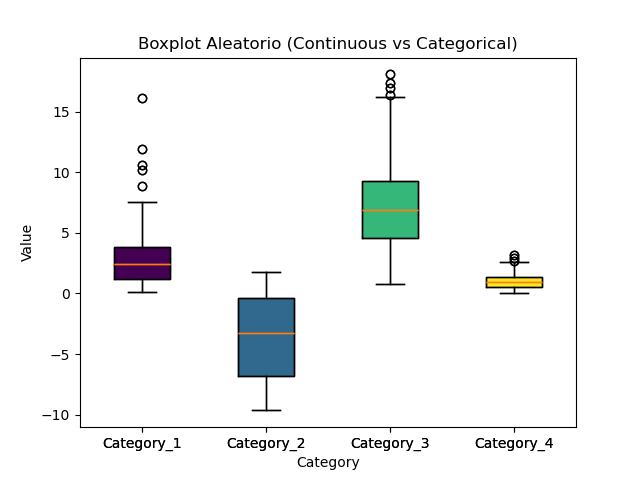 Boxplot Aleatorio (Continuous vs Categorical)
Value
15
10
5
0
−5
−10
Category_1 Category_2 Category_3 Category_4
Category